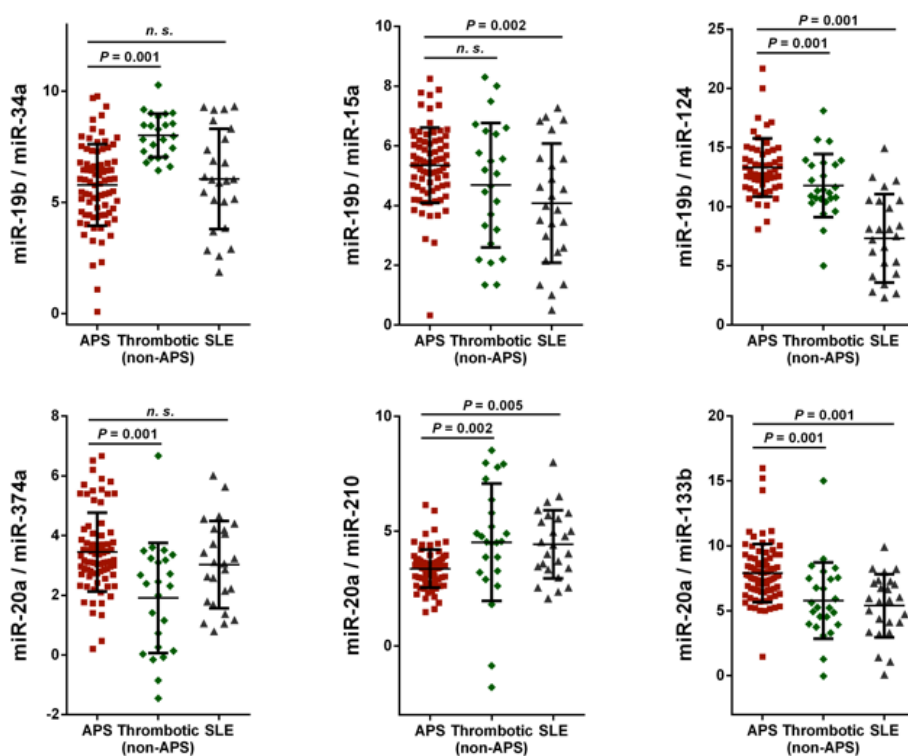 n. s.
P = 0.001
miR-19b / miR-34a
10
5
0
APS Thrombotic SLE
(non-APS)
P = 0.002
n. s.
miR-19b / miR-15a
10
8
6
4
2
0
APS Thrombotic SLE
(non-APS)
P = 0.001
P = 0.001
miR-19b / miR-124
25
20
15
10
5
0
APS Thrombotic SLE
(non-APS)
n. s.
P = 0.001
miR-20a / miR-374a
8
6
4
2
0
-2
APS Thrombotic SLE
(non-APS)
P = 0.005
P = 0.002
miR-20a / miR-210
10
5
0
APS Thrombotic SLE
(non-APS)
P = 0.001
P = 0.001
miR-20a / miR-133b
20
15
10
5
0
APS Thrombotic SLE
(non-APS)